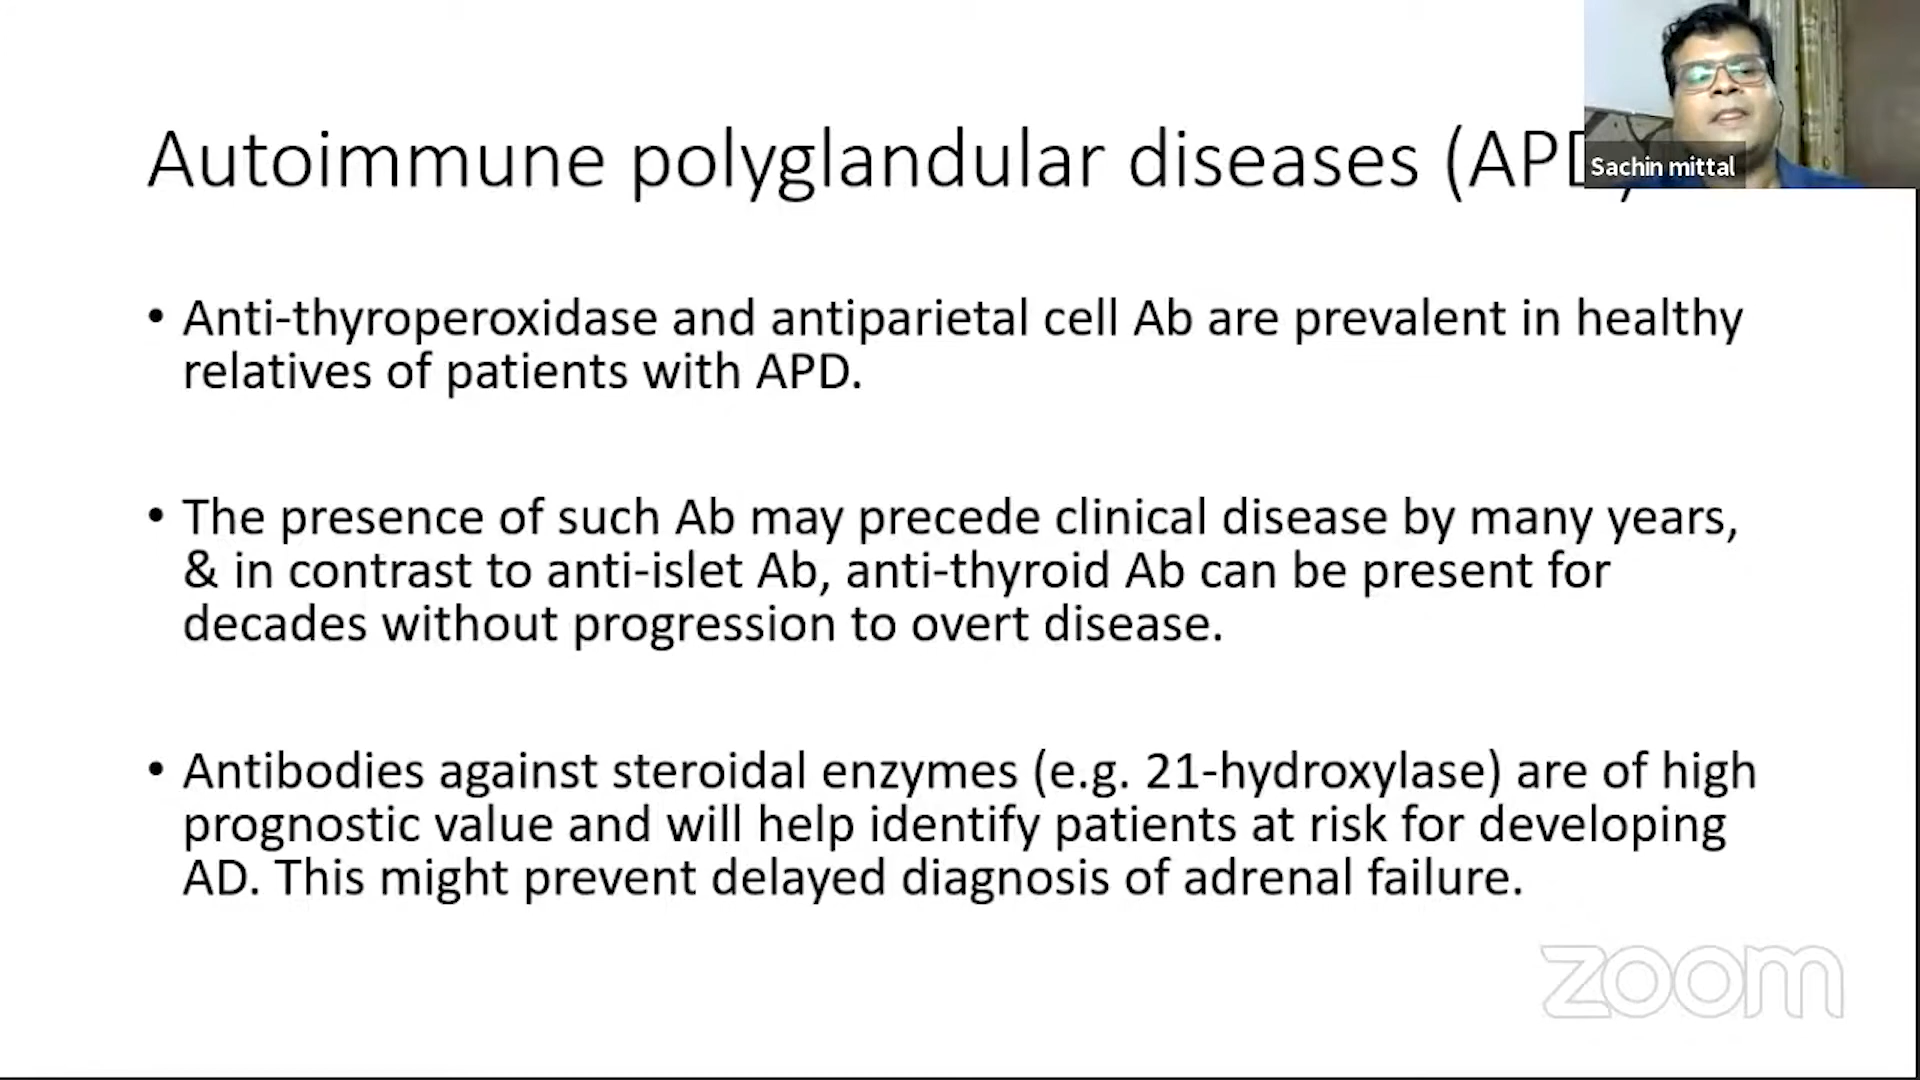 Autoimmune polyglandular diseases (APD)
Sachin mittal
• Anti-thyroperoxidase and antiparietal cell Ab are prevalent in healthy
relatives of patients with APD.
• The presence of such Ab may precede clinical disease by many years,
& in contrast to anti-islet Ab, anti-thyroid Ab can be present for
decades without progression to overt disease.
• Antibodies against steroidal enzymes (e.g. 21-hydroxylase) are of high
prognostic value and will help identify patients at risk for developing
AD. This might prevent delayed diagnosis of adrenal failure.
zoom